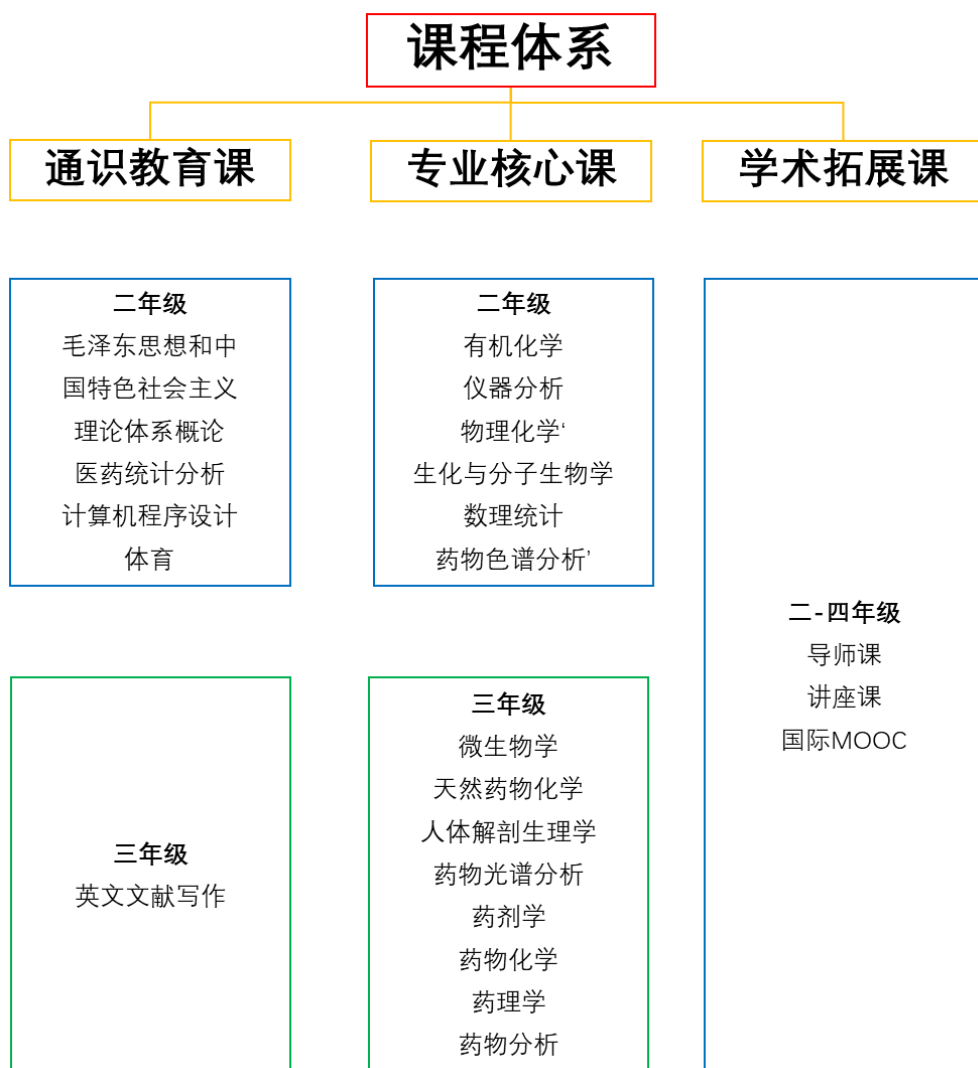 课程体系
通识教育课
专业核心课
学术拓展课
二年级
毛泽东思想和中
国特色社会主义
理论体系概论
医药统计分析
计算机程序设计
体育
二年级
有机化学
仪器分析
物理化学‘
生化与分子生物学
数理统计
药物色谱分析’
三年级
英文文献写作
三年级
微生物学
天然药物化学
人体解剖生理学
药物光谱分析
药剂学
药物化学
药理学
药物分析
二-四年级
导师课
讲座课
国际MOOC